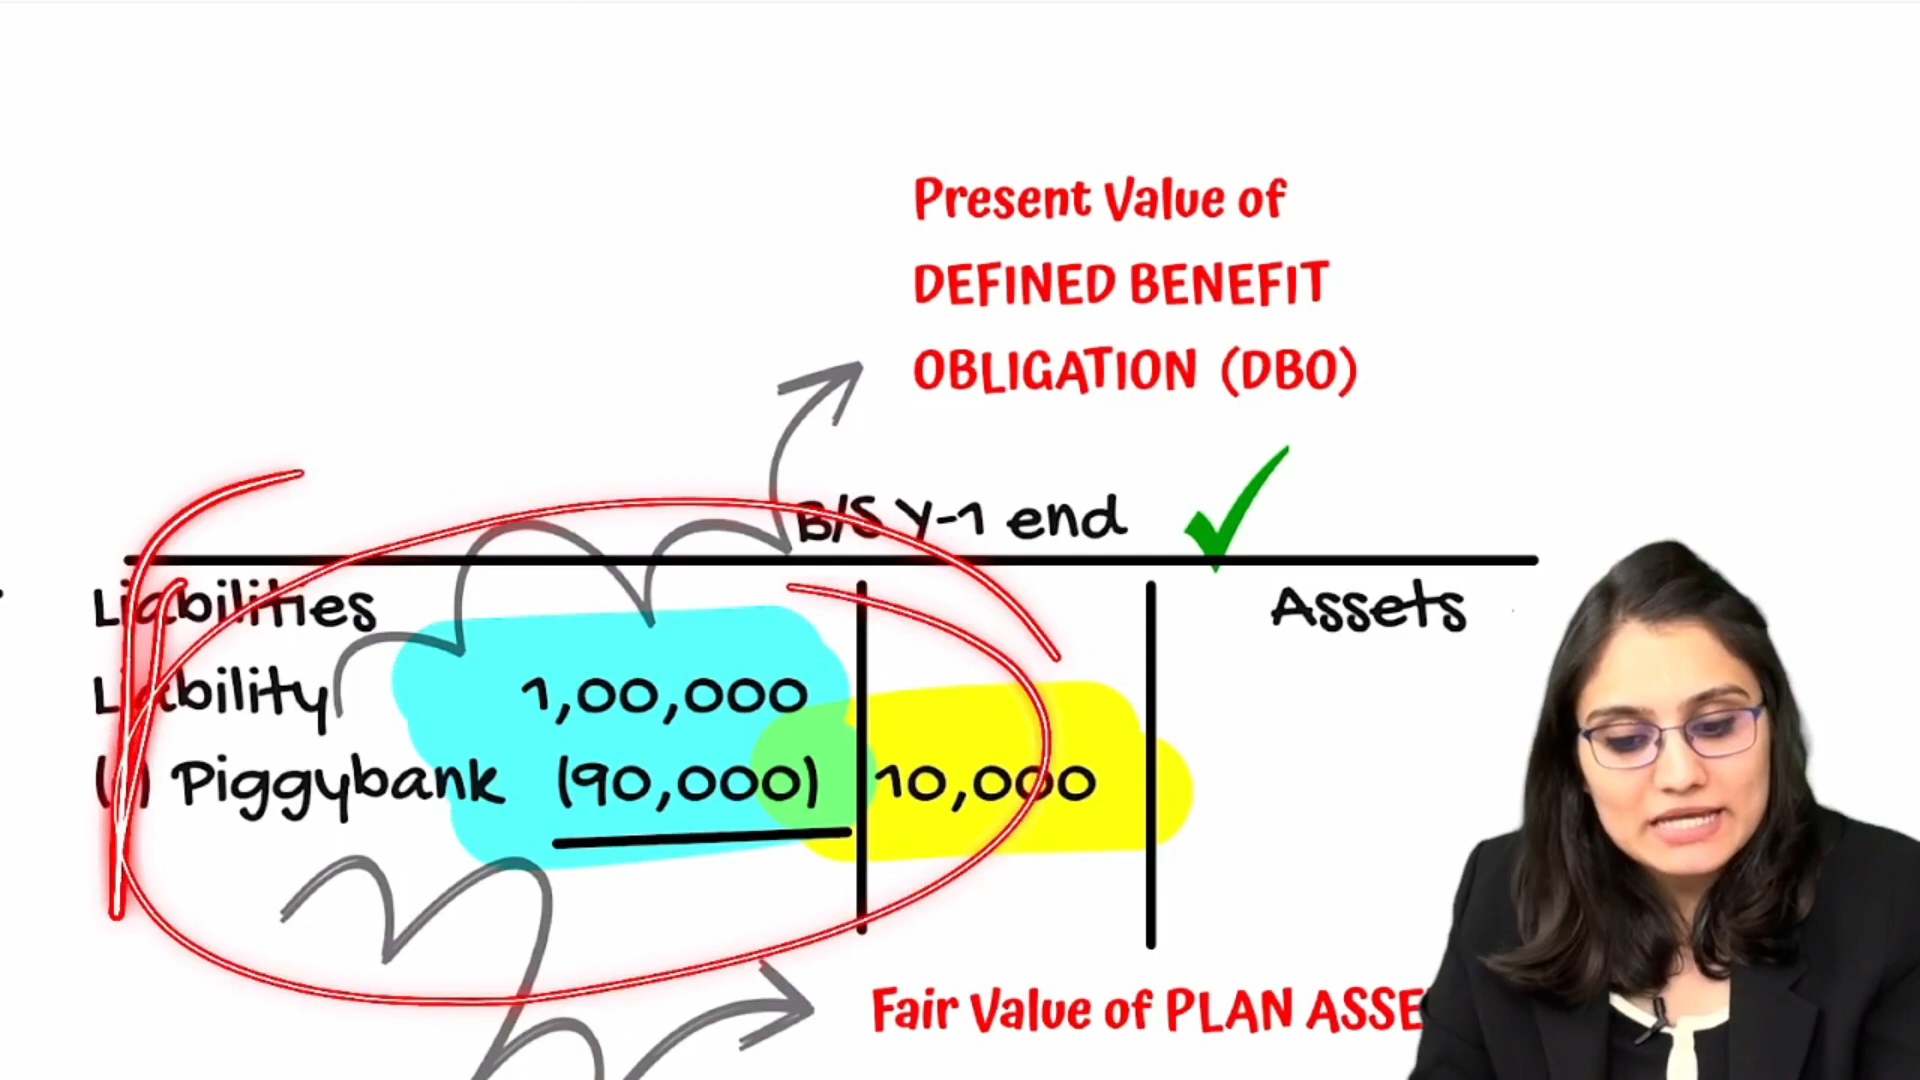 Present Value of
DEFINED BENEFIT
OBLIGATION (DBO)
B/S Y-1 end
Liabilities Assets
Liability 1,00,000
(-) Piggybank (90,000) 10,000
Fair Value of PLAN